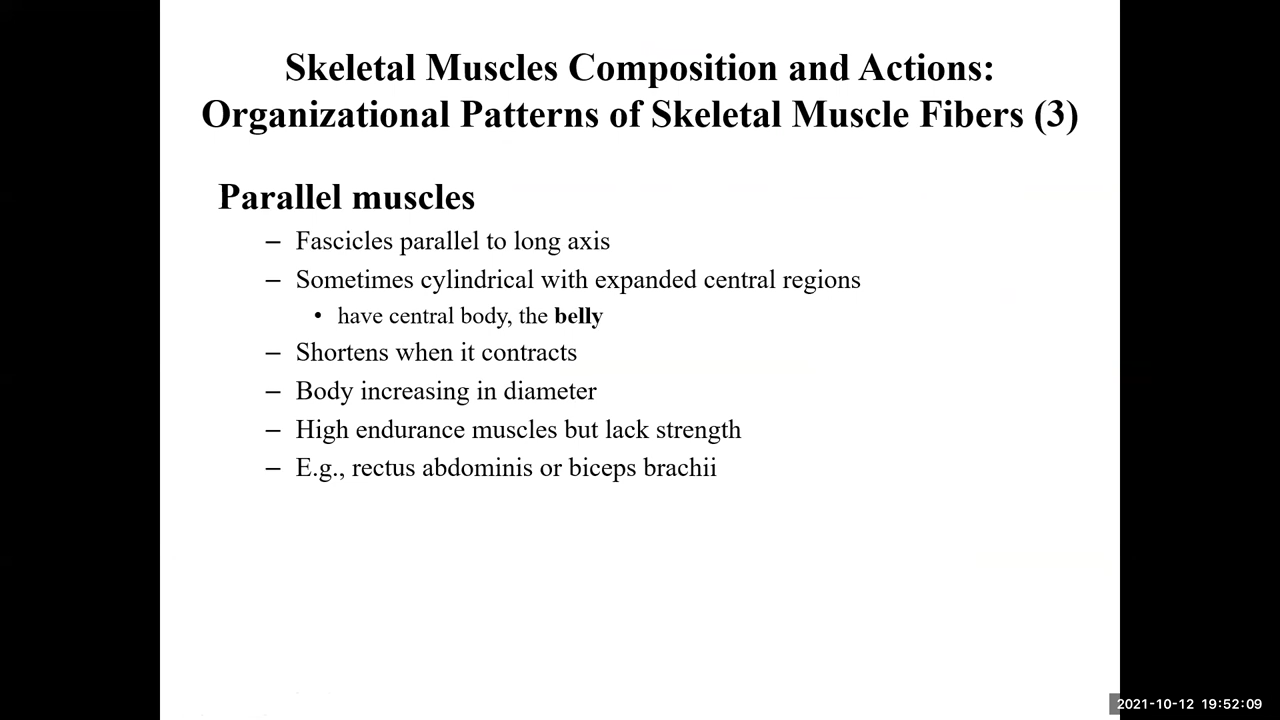 Skeletal Muscles Composition and Actions:
Organizational Patterns of Skeletal Muscle Fibers (3)
Parallel muscles
– Fascicles parallel to long axis
– Sometimes cylindrical with expanded central regions
• have central body, the belly
– Shortens when it contracts
– Body increasing in diameter
– High endurance muscles but lack strength
– E.g., rectus abdominis or biceps brachii
2021-10-12 19:52:09